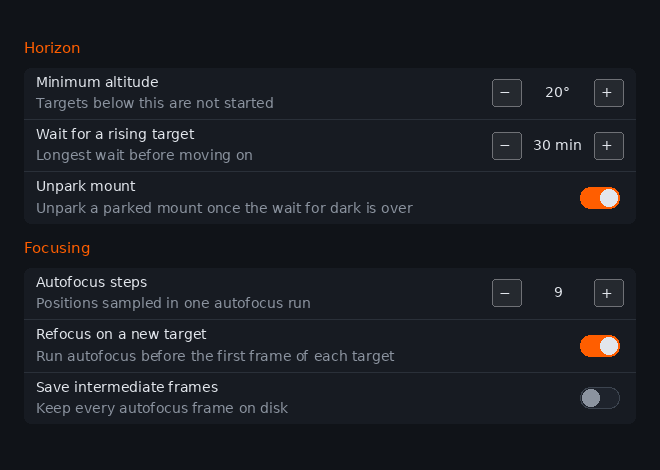 Horizon
Minimum altitude
Targets below this are not started
− 20° +
Wait for a rising target
Longest wait before moving on
− 30 min +
Unpark mount
Unpark a parked mount once the wait for dark is over
Focusing
Autofocus steps
Positions sampled in one autofocus run
− 9 +
Refocus on a new target
Run autofocus before the first frame of each target
Save intermediate frames
Keep every autofocus frame on disk